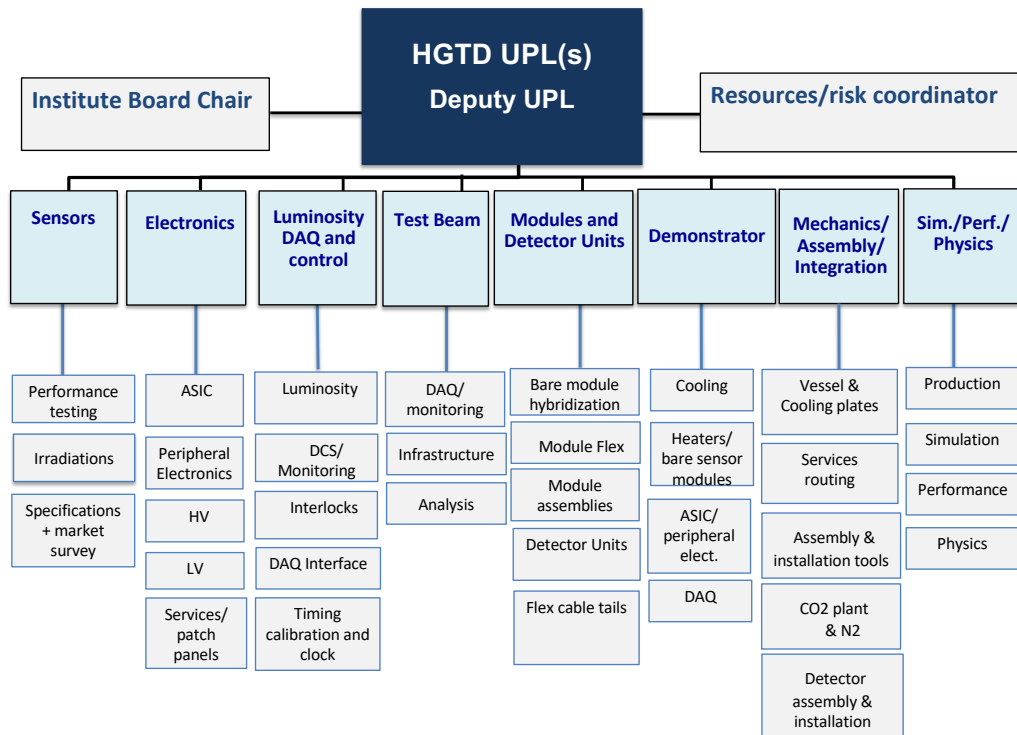 HGTD UPL(s)
Deputy UPL
Institute Board Chair
Resources/risk coordinator
Sensors
Electronics
Luminosity
DAQ and
control
Test Beam
Modules and
Detector Units
Demonstrator
Mechanics/
Assembly/
Integration
Sim./Perf./
Physics
Performance
testing
Irradiations
Specifications
+ market
survey
ASIC
Peripheral
Electronics
HV
LV
Services/
patch
panels
Luminosity
DCS/
Monitoring
Interlocks
DAQ Interface
Timing
calibration and
clock
DAQ/
monitoring
Infrastructure
Analysis
Bare module
hybridization
Module Flex
Module
assemblies
Detector Units
Flex cable tails
Cooling
Heaters/
bare sensor
modules
ASIC/
peripheral
elect.
DAQ
Vessel &
Cooling plates
Services
routing
Assembly &
installation tools
CO2 plant
& N2
Detector
assembly &
installation
Production
Simulation
Performance
Physics